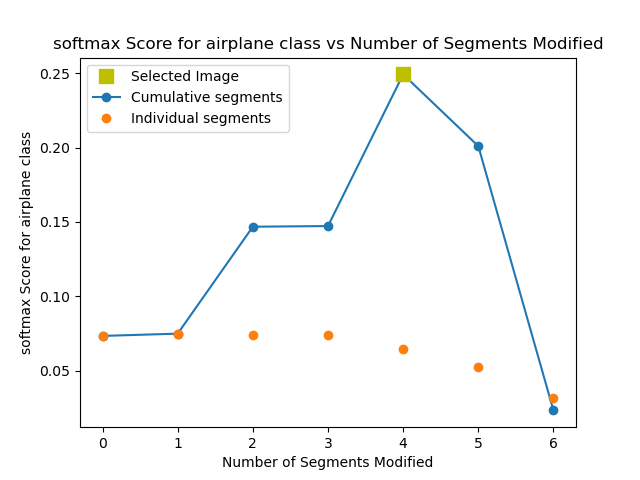 softmax Score for airplane class vs Number of Segments Modified
Selected Image
Cumulative segments
Individual segments
softmax Score for airplane class
0.25
0.20
0.15
0.10
0.05
0 1 2 3 4 5 6
Number of Segments Modified